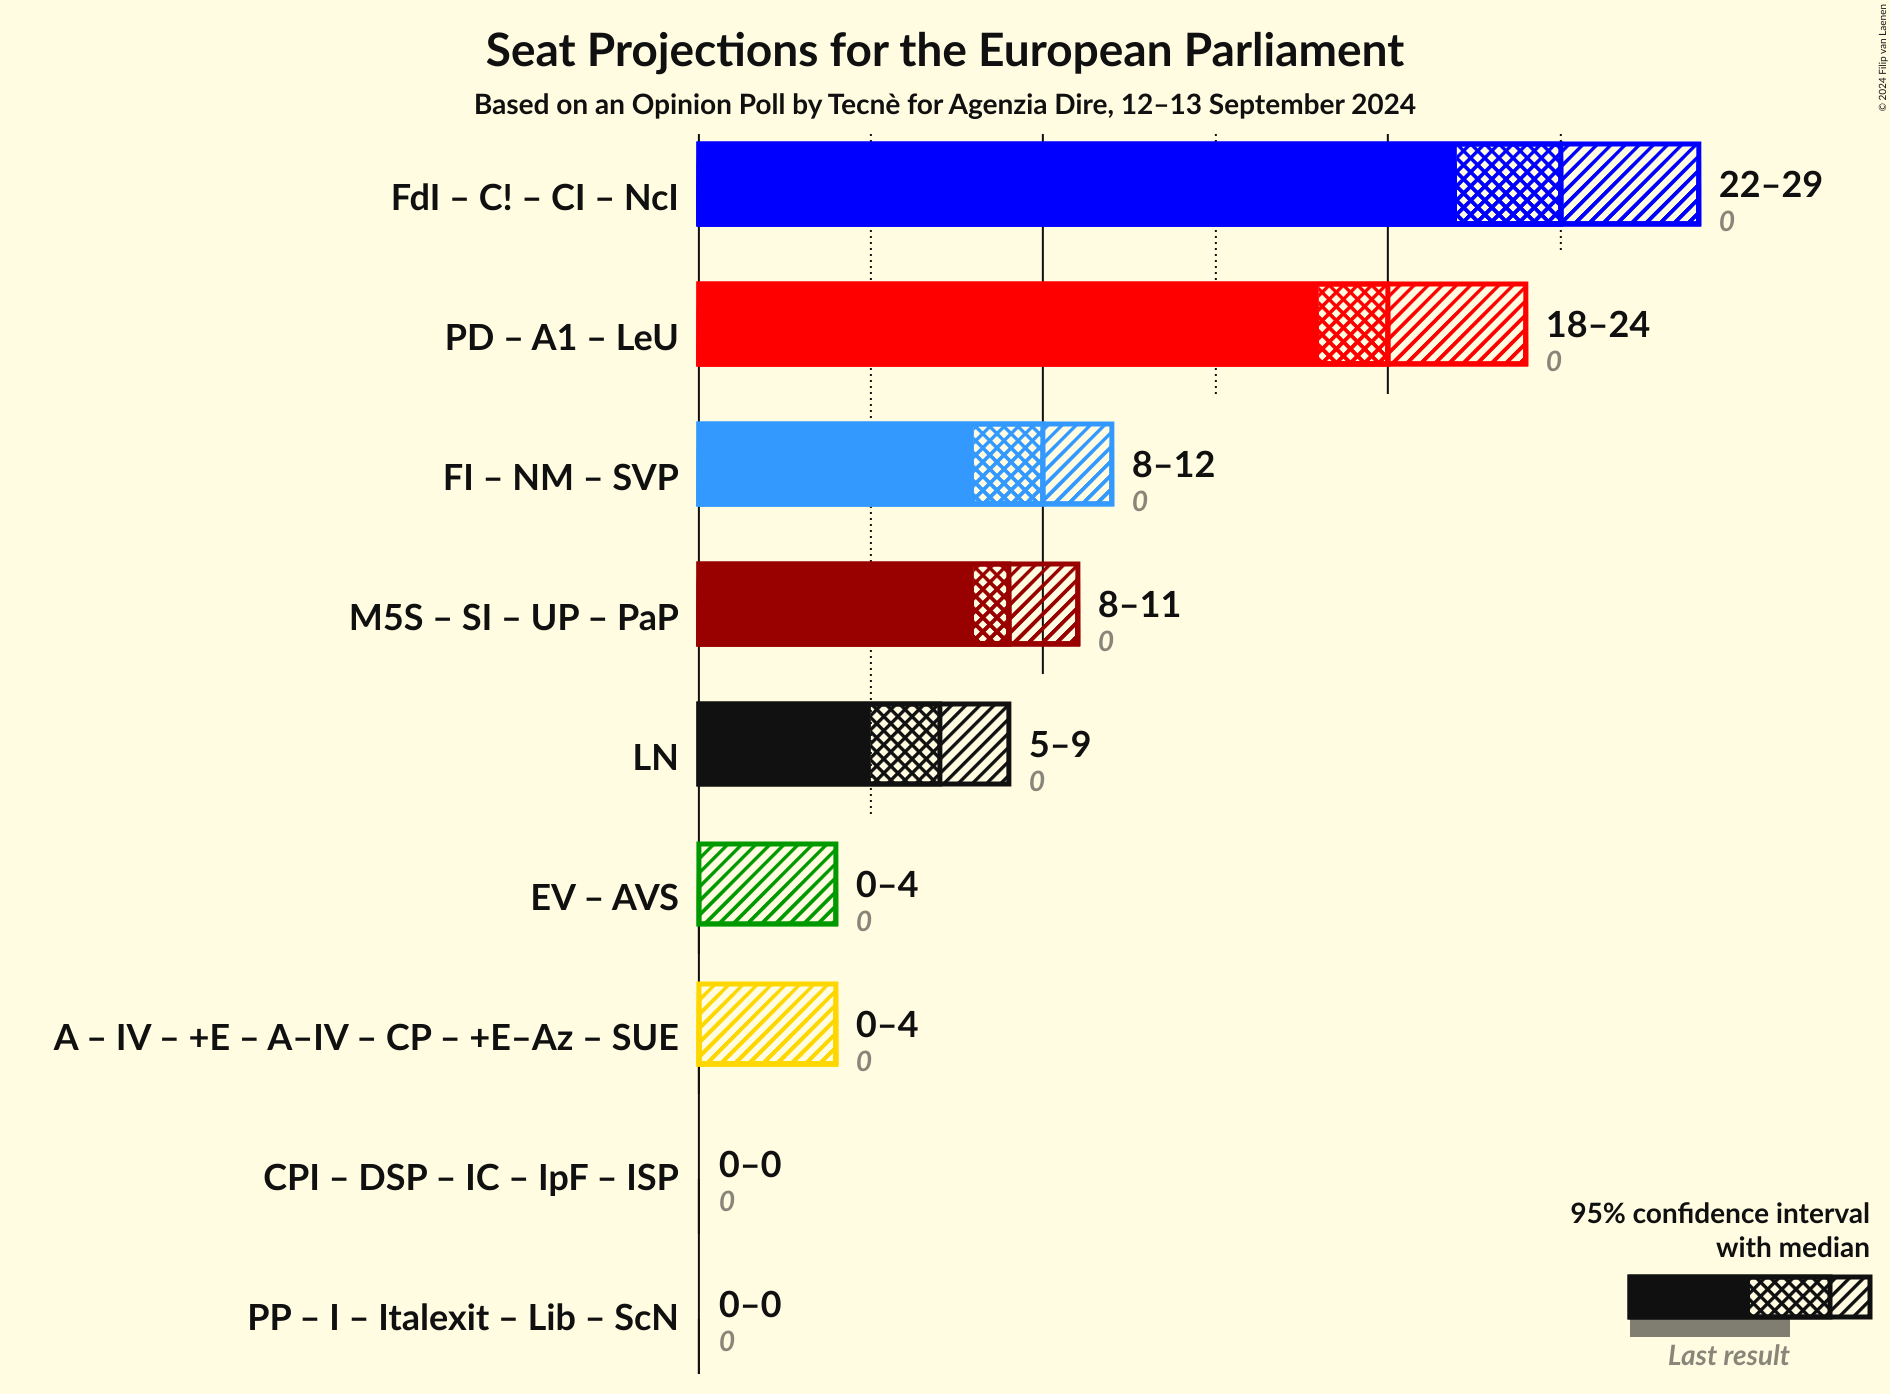 Seat Projections for the European Parliament
Based on an Opinion Poll by Tecnè for Agenzia Dire, 12–13 September 2024
© 2024 Filip van Laenen
FdI – C! – CI – NcI
22–29
0
PD – A1 – LeU
18–24
0
FI – NM – SVP
8–12
0
M5S – SI – UP – PaP
8–11
0
LN
5–9
0
EV – AVS
0–4
0
A – IV – +E – A–IV – CP – +E–Az – SUE
0–4
0
CPI – DSP – IC – IpF – ISP
0–0
0
PP – I – Italexit – Lib – ScN
0–0
0
95% confidence interval
with median
Last result